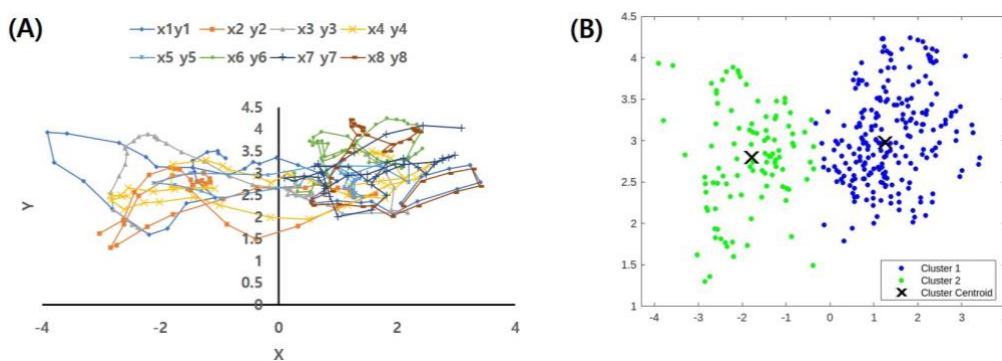 (A)
x1y1 x2 y2 x3 y3 x4 y4
x5 y5 x6 y6 x7 y7 x8 y8
4.5
4
3.5
3
2.5
2
1.5
1
0.5
0
-4 -2 0 2 4
X
Y
(B)
4.5
4
3.5
3
2.5
2
1.5
1
-4 -3 -2 -1 0 1 2 3
Cluster 1
Cluster 2
Cluster Centroid